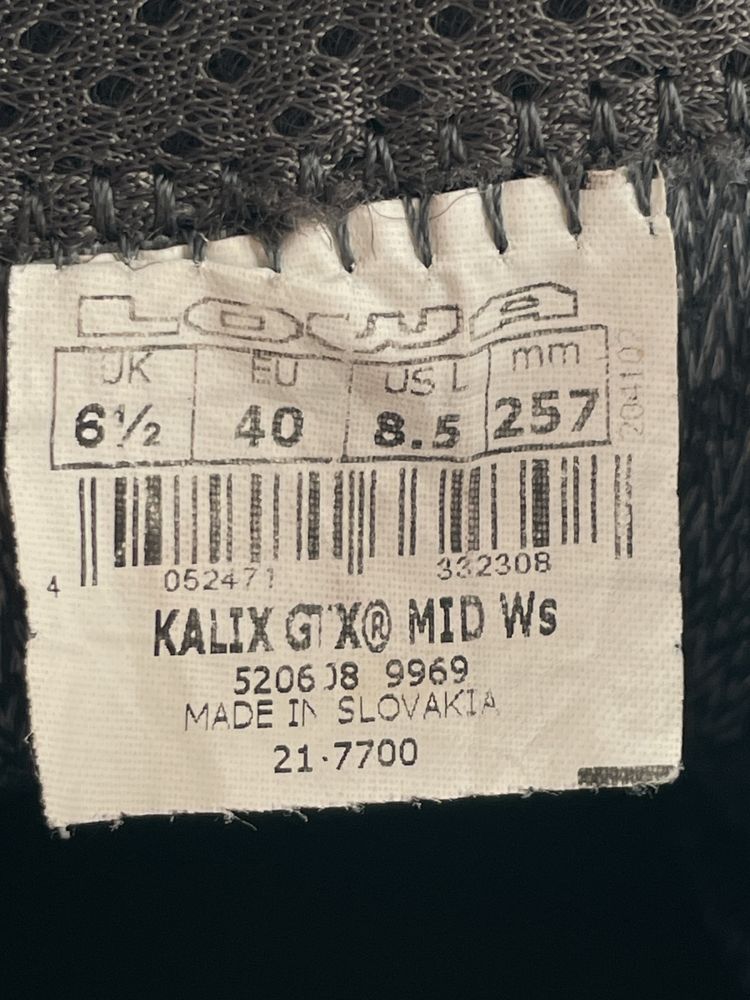 LOWA
UK EU US L mm
6½ 40 8.5 257
4 052471 332308
KALIX GTX® MID Ws
520608 9969
MADE IN SLOVAKIA
21·7700